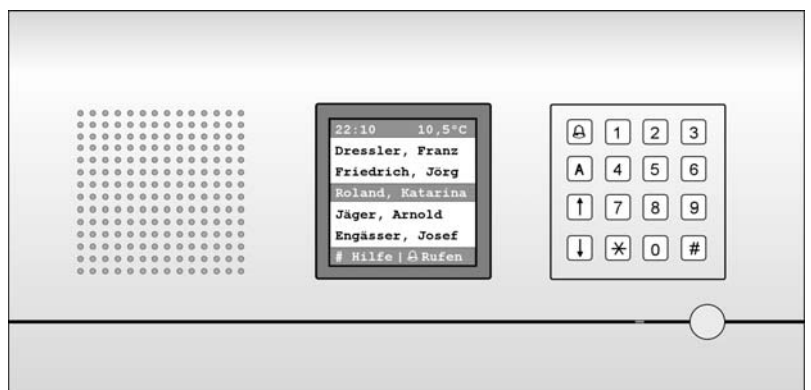 22:10 10,5°C
Dressler, Franz
Friedrich, Jörg
Roland, Katarina
Jäger, Arnold
Engässer, Josef
# Hilfe | Rufen
1 2 3
A 4 5 6
↑ 7 8 9
↓ * 0 #